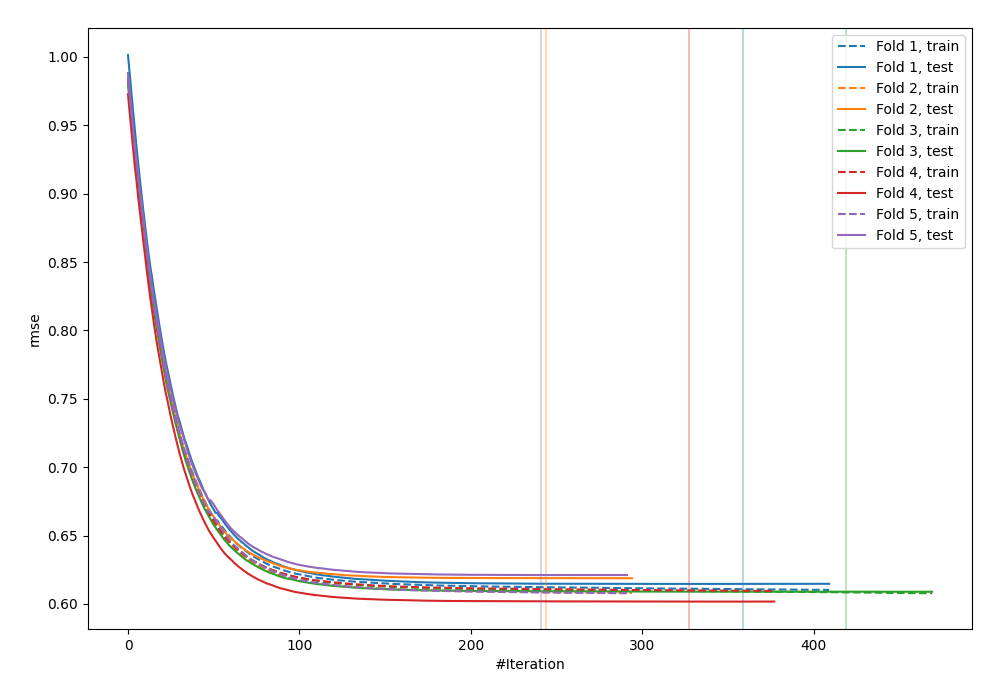 1.00
0.95
0.90
0.85
0.80
0.75
0.70
0.65
0.60
rmse
0
100
200
300
400
#Iteration
Fold 1, train
Fold 1, test
Fold 2, train
Fold 2, test
Fold 3, train
Fold 3, test
Fold 4, train
Fold 4, test
Fold 5, train
Fold 5, test